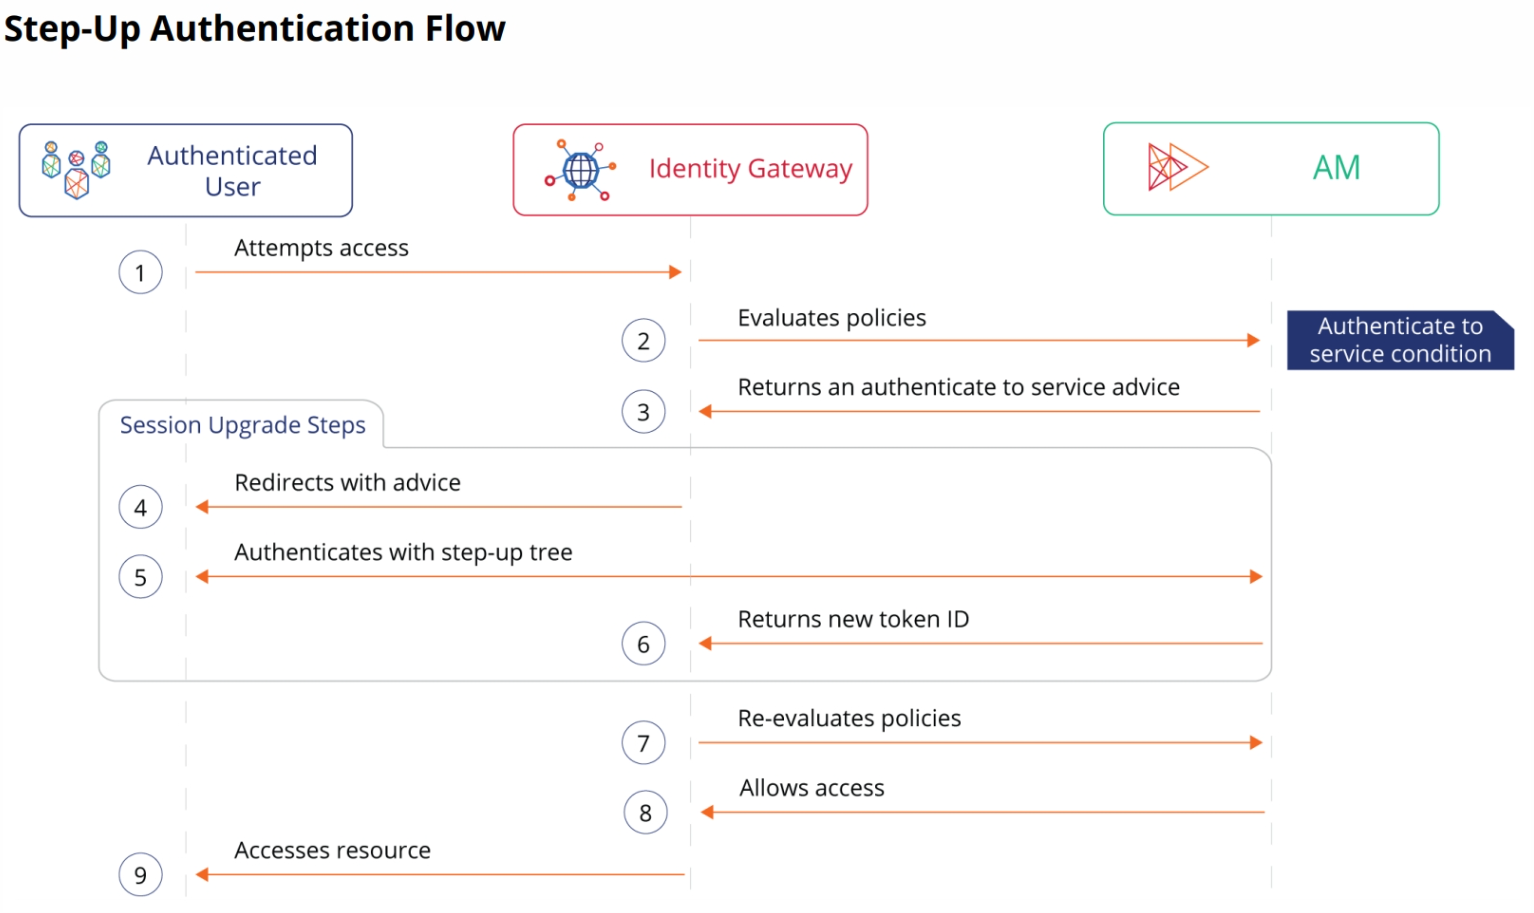 Step-Up Authentication Flow
Authenticated
User
Identity Gateway
AM
1
Attempts access
2
Evaluates policies
Authenticate to
service condition
3
Returns an authenticate to service advice
Session Upgrade Steps
4
Redirects with advice
5
Authenticates with step-up tree
6
Returns new token ID
7
Re-evaluates policies
8
Allows access
9
Accesses resource